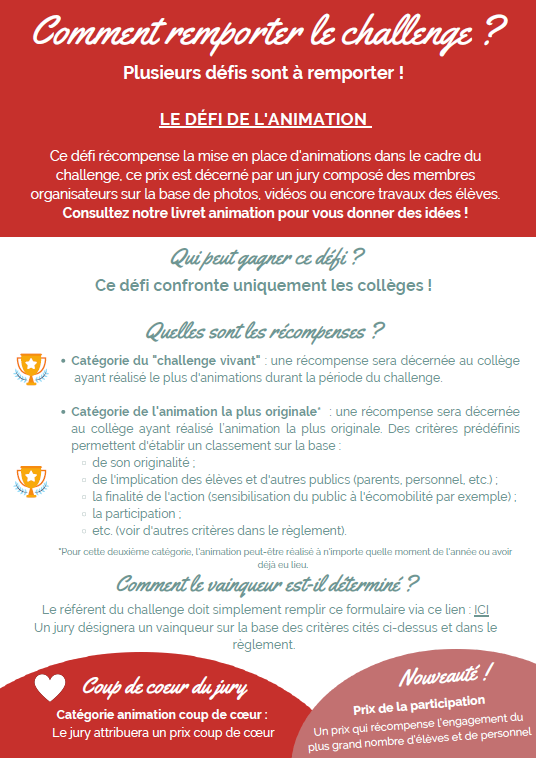 Comment remporter le challenge ?
Plusieurs défis sont à remporter !
LE DÉFI DE L'ANIMATION
Ce défi récompense la mise en place d'animations dans le cadre du
challenge, ce prix est décerné par un jury composé des membres
organisateurs sur la base de photos, vidéos ou encore travaux des élèves.
Consultez notre livret animation pour vous donner des idées !
Qui peut gagner ce défi ?
Ce défi confronte uniquement les collèges !
Quelles sont les récompenses ?
• Catégorie du "challenge vivant" : une récompense sera décernée au collège
ayant réalisé le plus d'animations durant la période du challenge.
• Catégorie de l'animation la plus originale* : une récompense sera décernée
au collège ayant réalisé l'animation la plus originale. Des critères prédéfinis
permettent d'établir un classement sur la base :
◦ de son originalité ;
◦ de l'implication des élèves et d'autres publics (parents, personnel, etc.) ;
◦ la finalité de l'action (sensibilisation du public à l'écomobilité par exemple) ;
◦ la participation ;
◦ etc. (voir d'autres critères dans le règlement).
*Pour cette deuxième catégorie, l'animation peut-être réalisé à n'importe quelle moment de l'année ou avoir
déjà eu lieu.
Comment le vainqueur est-il déterminé ?
Le référent du challenge doit simplement remplir ce formulaire via ce lien : ICI
Un jury désignera un vainqueur sur la base des critères cités ci-dessus et dans le
règlement.
Coup de coeur du jury
Catégorie animation coup de cœur :
Le jury attribuera un prix coup de cœur
Nouveauté !
Prix de la participation
Un prix qui récompense l'engagement du
plus grand nombre d'élèves et de personnel